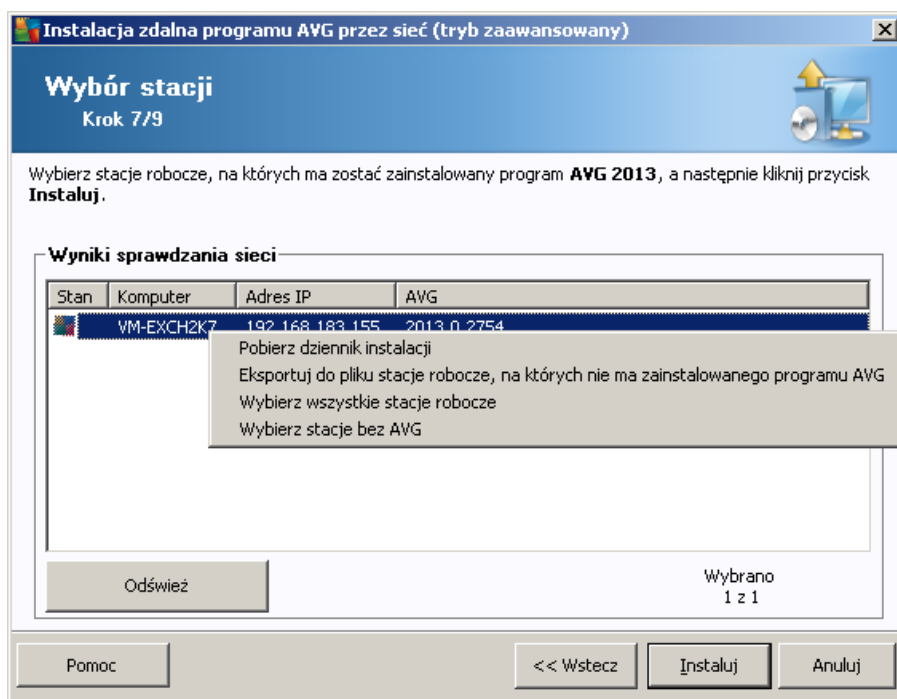 Instalacja zdalna programu AVG przez sieć (tryb zaawansowany)
Wybór stacji
Krok 7/9
Wybierz stacje robocze, na których ma zostać zainstalowany program AVG 2013, a następnie kliknij przycisk
Instaluj.
Wyniki sprawdzania sieci
Stan Komputer Adres IP AVG
VM-EXCH2K7 192.168.183.155 2013.0.2754
Pobierz dziennik instalacji
Eksportuj do pliku stacje robocze, na których nie ma zainstalowanego programu AVG
Wybierz wszystkie stacje robocze
Wybierz stacje bez AVG
Odśwież
Wybrano
1 z 1
Pomoc << Wstecz Instaluj Anuluj